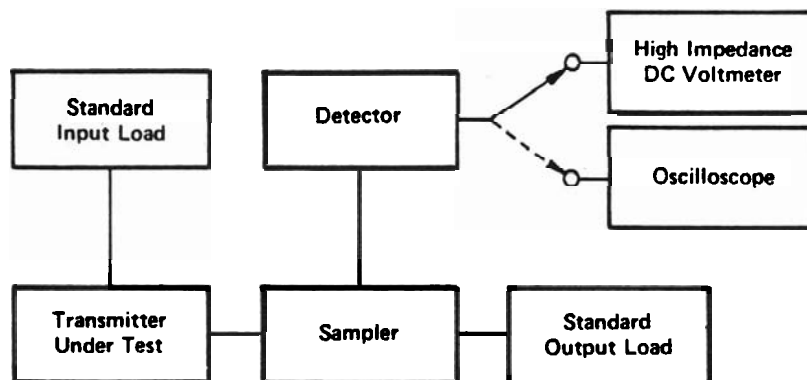 High Impedance
DC Voltmeter
Standard
Input Load
Detector
Oscilloscope
Transmitter
Under Test
Sampler
Standard
Output Load